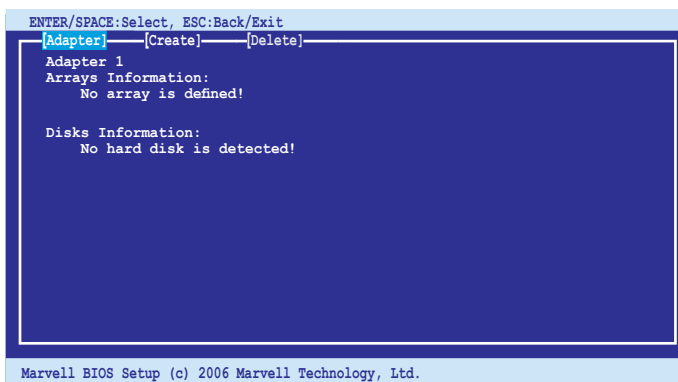 ENTER/SPACE:Select, ESC:Back/Exit
[Adapter] [Create] [Delete]
Adapter 1
Arrays Information:
No array is defined!
Disks Information:
No hard disk is detected!
Marvell BIOS Setup (c) 2006 Marvell Technology, Ltd.